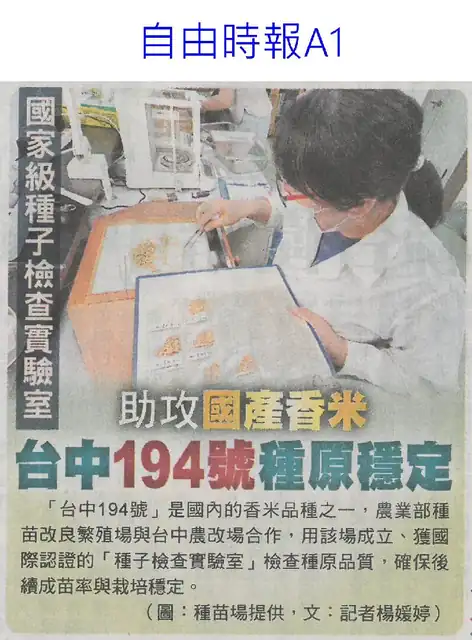 自由時報A1
國家級種子檢查實驗室
助攻國產香米
台中194號種原穩定
「台中194號」是國內的香米品種之一，農業部種
苗改良繁殖場與台中農改場合作，用該場成立、獲國
際認證的「種子檢查實驗室」檢查種原品質，確保後
續成苗率與栽培穩定。
（圖：種苗場提供，文：記者楊媛婷）